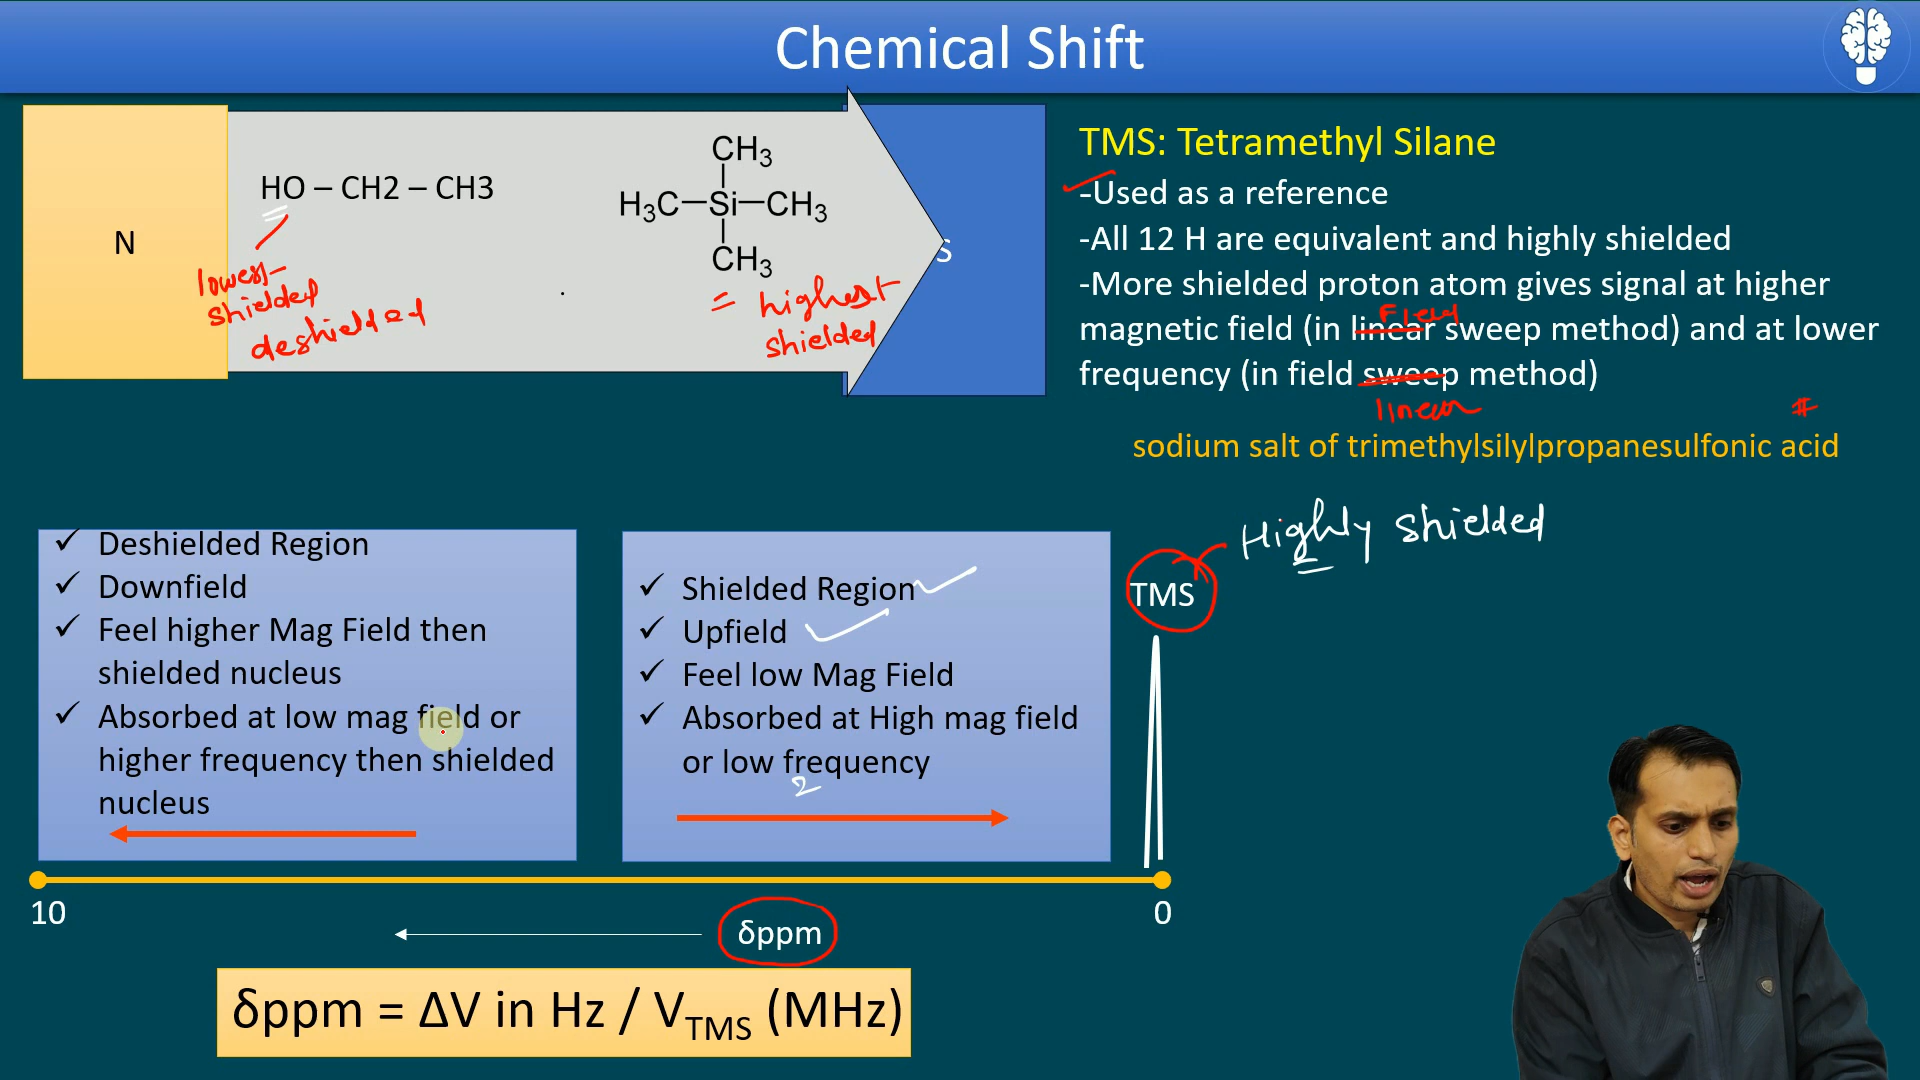 Chemical Shift
N
HO – CH2 – CH3
CH3
H3C–Si–CH3
CH3
S
lowest
shielded
deshielded
= highest
shielded
TMS: Tetramethyl Silane
-Used as a reference
-All 12 H are equivalent and highly shielded
-More shielded proton atom gives signal at higher
Field
magnetic field (in linear sweep method) and at lower
frequency (in field sweep method)
linear
#
sodium salt of trimethylsilylpropanesulfonic acid
✓ Deshielded Region
✓ Downfield
✓ Feel higher Mag Field then
shielded nucleus
✓ Absorbed at low mag field or
higher frequency then shielded
nucleus
✓ Shielded Region
✓ Upfield
✓ Feel low Mag Field
✓ Absorbed at High mag field
or low frequency
Highly shielded
TMS
10
0
δppm
δppm = ΔV in Hz / VTMS (MHz)